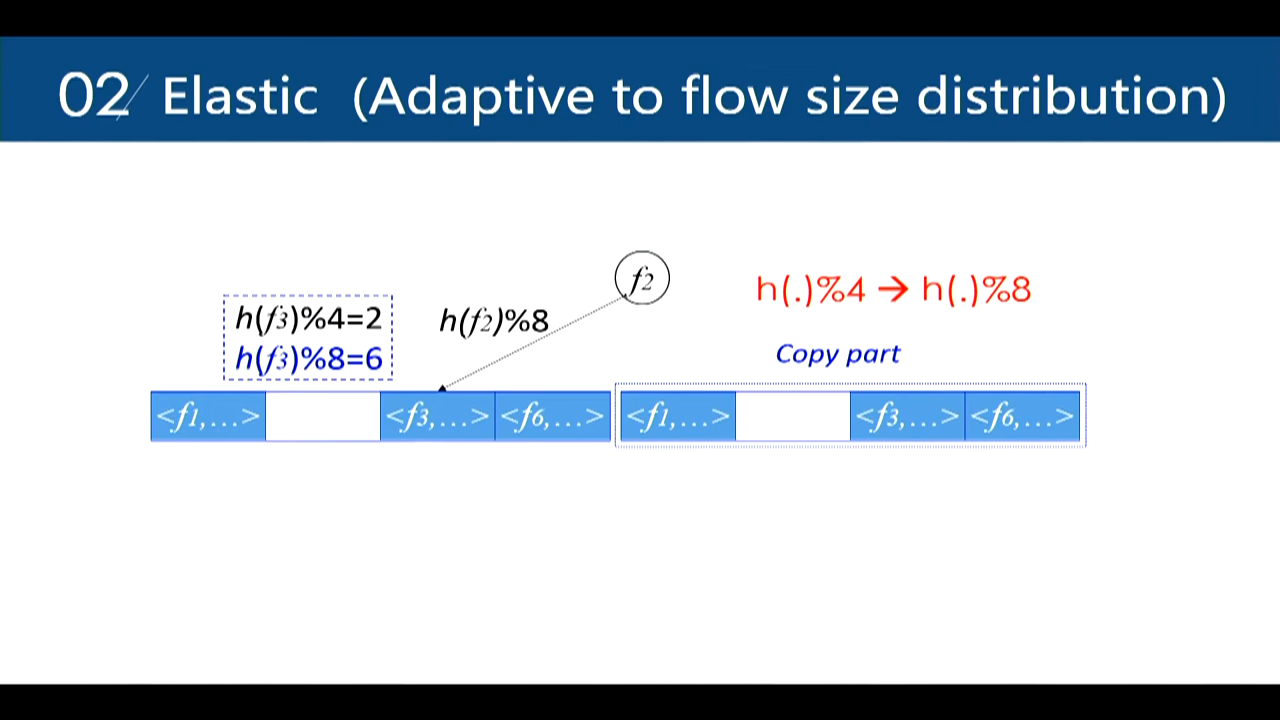 02/ Elastic (Adaptive to flow size distribution)
f2
h(.)%4 → h(.)%8
h(f3)%4=2
h(f2)%8
h(f3)%8=6
Copy part
<f1,...> <f3,...> <f6,...> <f1,...> <f3,...> <f6,...>